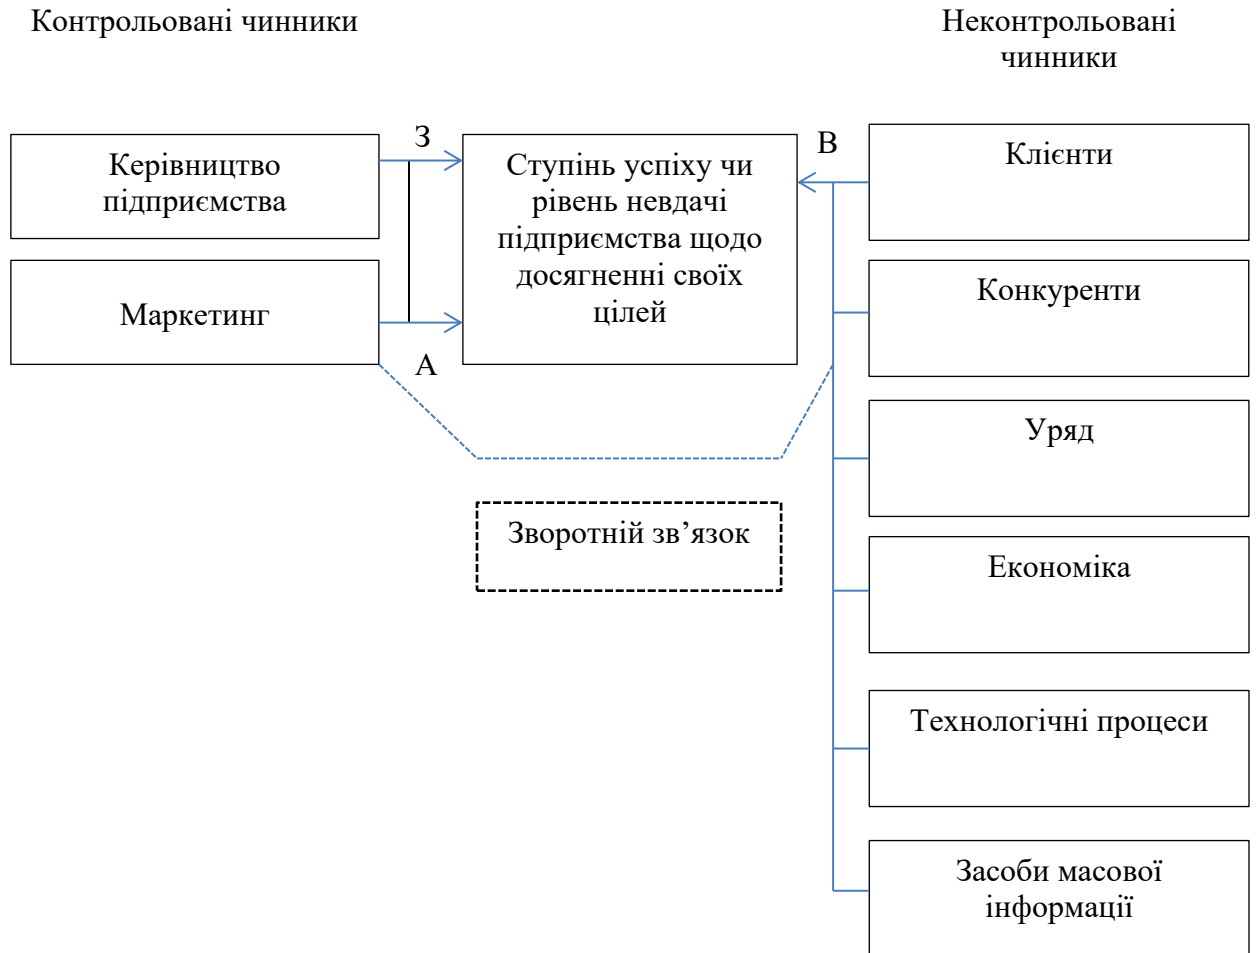 Контрольовані чинники
Неконтрольовані
чинники
Керівництво
підприємства
З
Ступінь успіху чи
рівень невдачі
підприємства щодо
досягненні своїх
цілей
В
Клієнти
Маркетинг
А
Конкуренти
Уряд
Зворотній зв’язок
Економіка
Технологічні процеси
Засоби масової
інформації